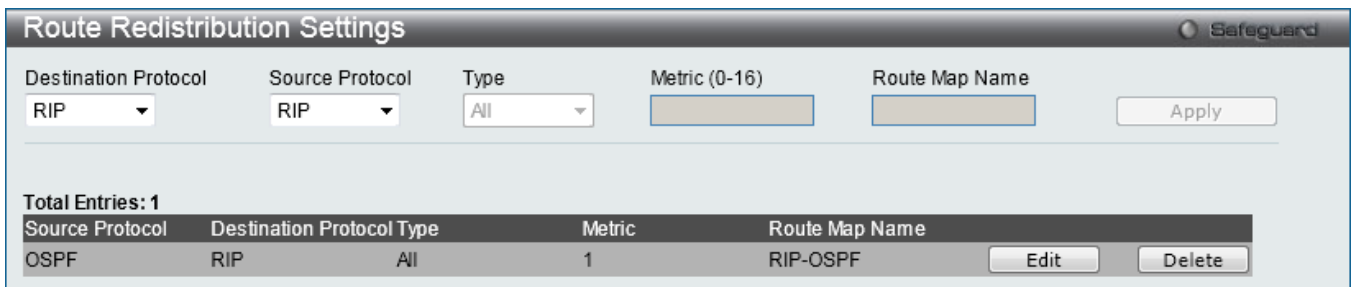 Route Redistribution Settings Safeguard
Destination Protocol Source Protocol Type Metric (0-16) Route Map Name
RIP RIP All Apply
Total Entries: 1
Source Protocol Destination Protocol Type Metric Route Map Name
OSPF RIP All 1 RIP-OSPF Edit Delete